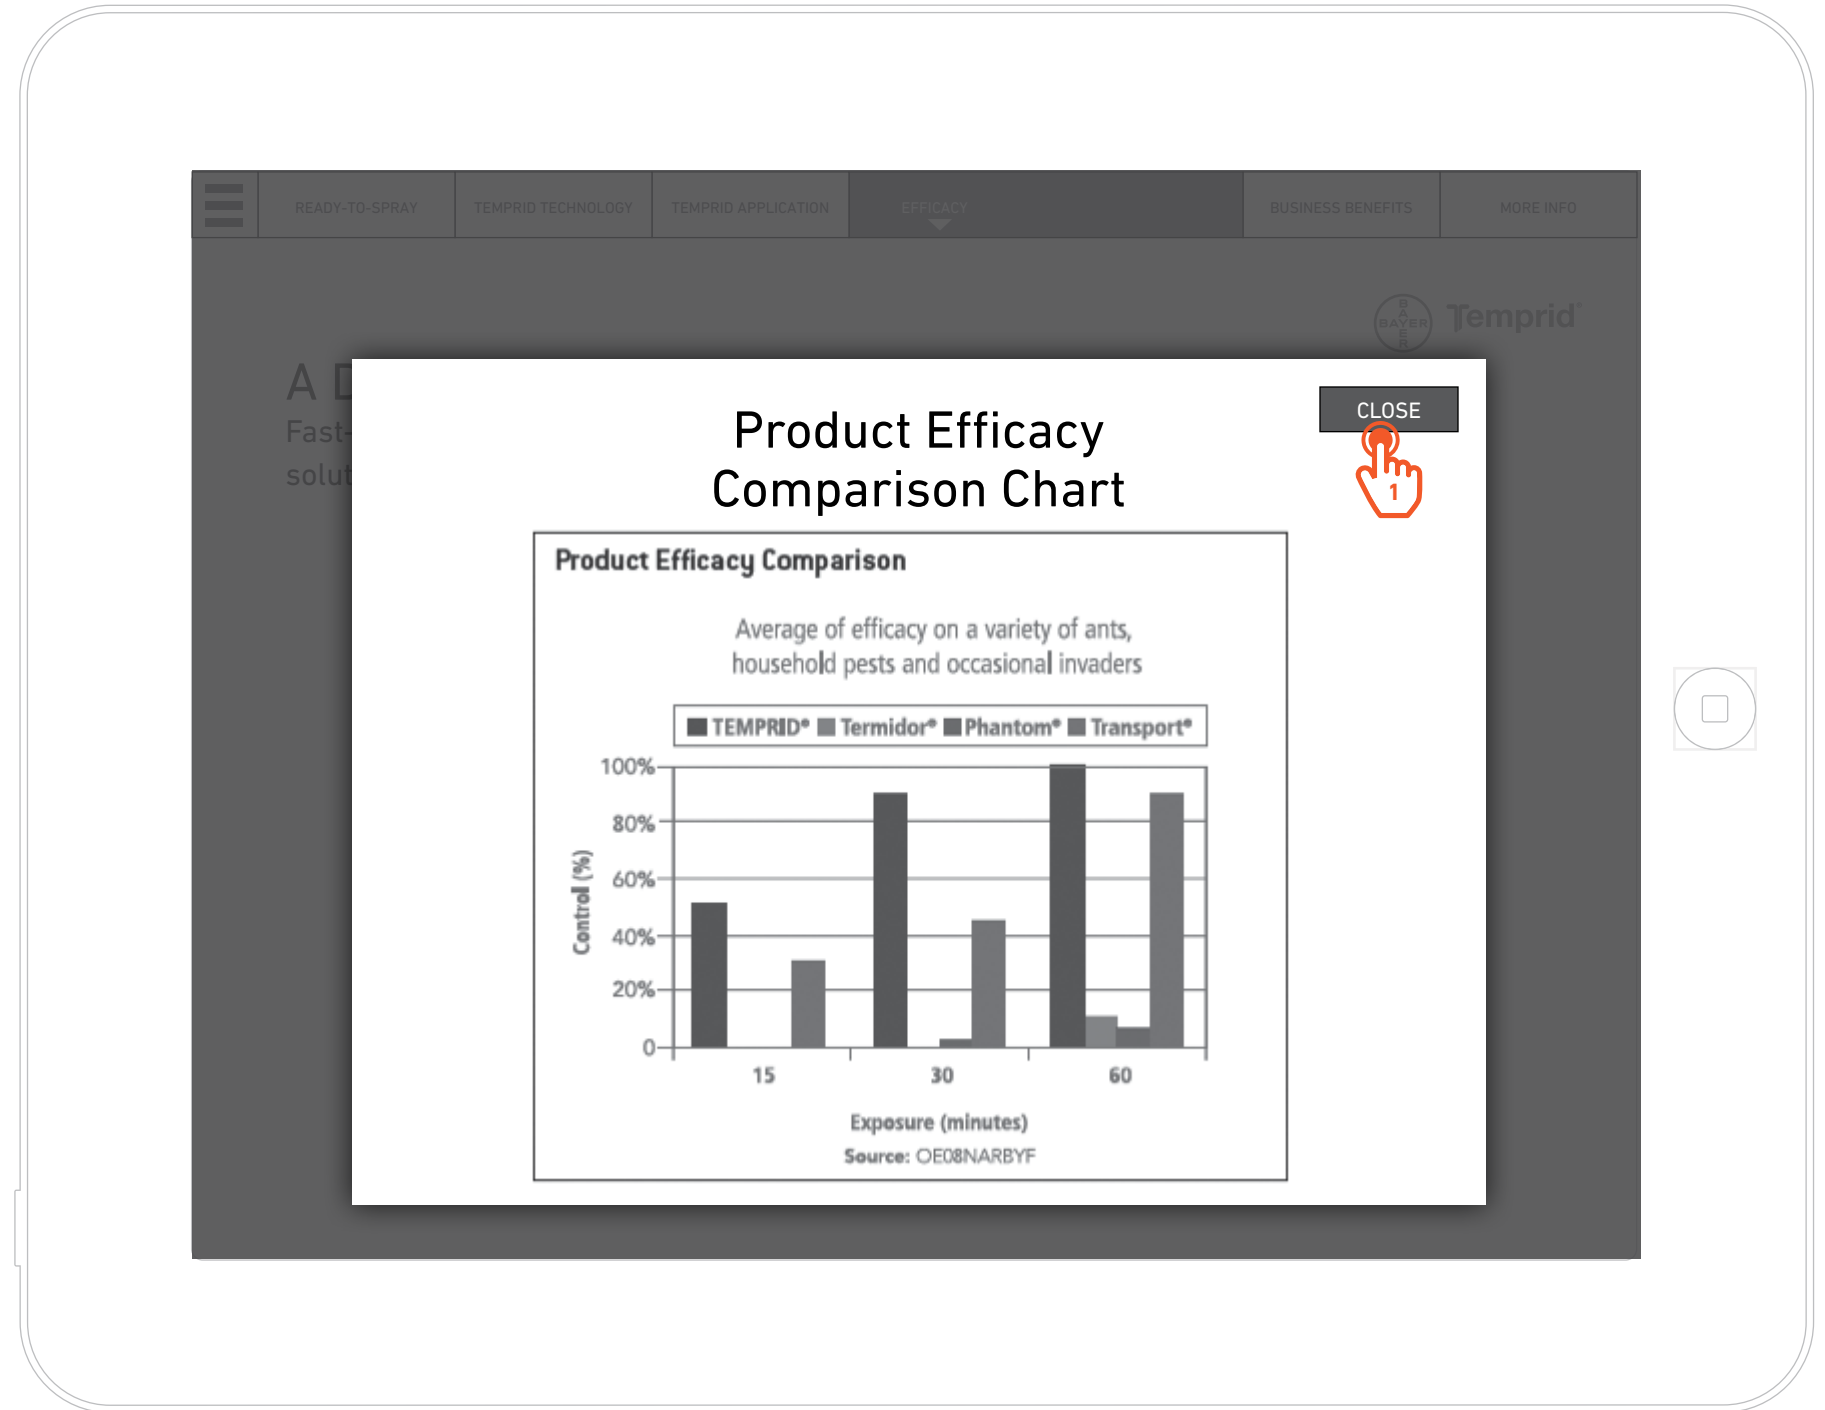 READY-TO-SPRAY TEMPRID TECHNOLOGY TEMPRID APPLICATION EFFICACY BUSINESS BENEFITS MORE INFO
BAYER
BAYER
Temprid®
A D
Fast-
solut
CLOSE
1
Product Efficacy
Comparison Chart
Product Efficacy Comparison
Average of efficacy on a variety of ants,
household pests and occasional invaders
TEMPRID® Termidor® Phantom® Transport®
100%
80%
60%
40%
20%
0
Control (%)
15 30 60
Exposure (minutes)
Source: OE08NARBYF